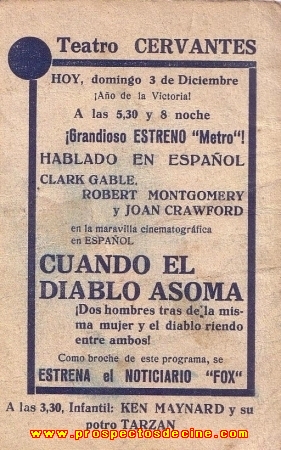 Teatro CERVANTES
HOY, domingo 3 de Diciembre
¡Año de la Victoria!
A las 5,30 y 8 noche
¡Grandioso ESTRENO "Metro"!
HABLADO EN ESPAÑOL
CLARK GABLE,
ROBERT MONTGOMERY
y JOAN CRAWFORD
en la maravilla cinematográfica
en ESPAÑOL
CUANDO EL
DIABLO ASOMA
¡Dos hombres tras de la mis-
ma mujer y el diablo riendo
entre ambos!
Como broche de este programa, se
ESTRENA el NOTICIARIO "FOX"
A las 3,30, Infantil: KEN MAYNARD y su
potro TARZAN
www.prospectosdecine.com